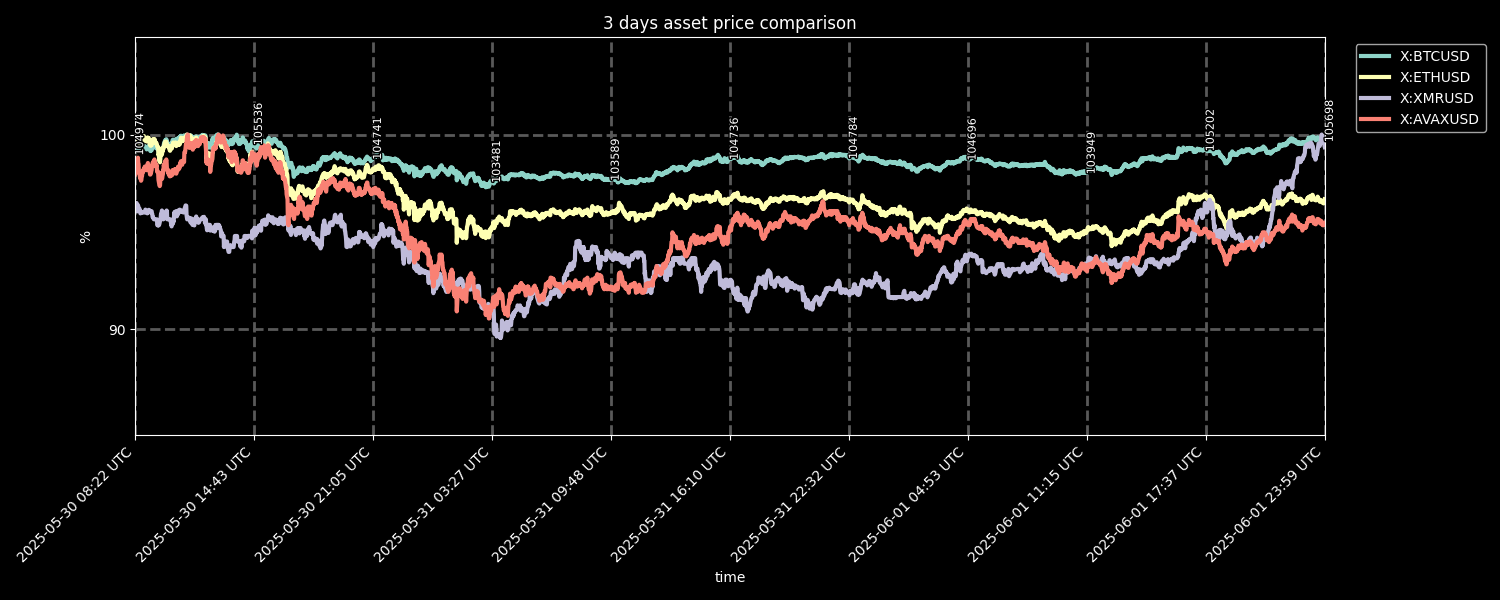 3 days asset price comparison
X:BTCUSD
X:ETHUSD
X:XMRUSD
X:AVAXUSD
%
100
90
104974
105536
104741
103481
103589
104736
104784
104696
103949
105202
105698
2025-05-30 08:22 UTC
2025-05-30 14:43 UTC
2025-05-30 21:05 UTC
2025-05-31 03:27 UTC
2025-05-31 09:48 UTC
2025-05-31 16:10 UTC
2025-05-31 22:32 UTC
2025-06-01 04:53 UTC
2025-06-01 11:15 UTC
2025-06-01 17:37 UTC
2025-06-01 23:59 UTC
time